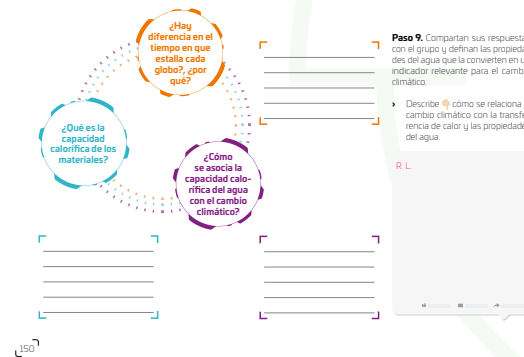 ¿Hay
diferencia en el
tiempo en que
estalla cada
globo?, ¿por
qué?
¿Qué es la
capacidad
calorífica de los
materiales?
¿Cómo
se asocia la
capacidad calo-
rífica del agua
con el cambio
climático?
Paso 9. Compartan sus respuesta
con el grupo y definan las propieda
des del agua que la convierten en u
indicador relevante para el cambi
climático.
› Describe cómo se relaciona
cambio climático con la transfe
rencia de calor y las propiedade
del agua.
R. L.
150